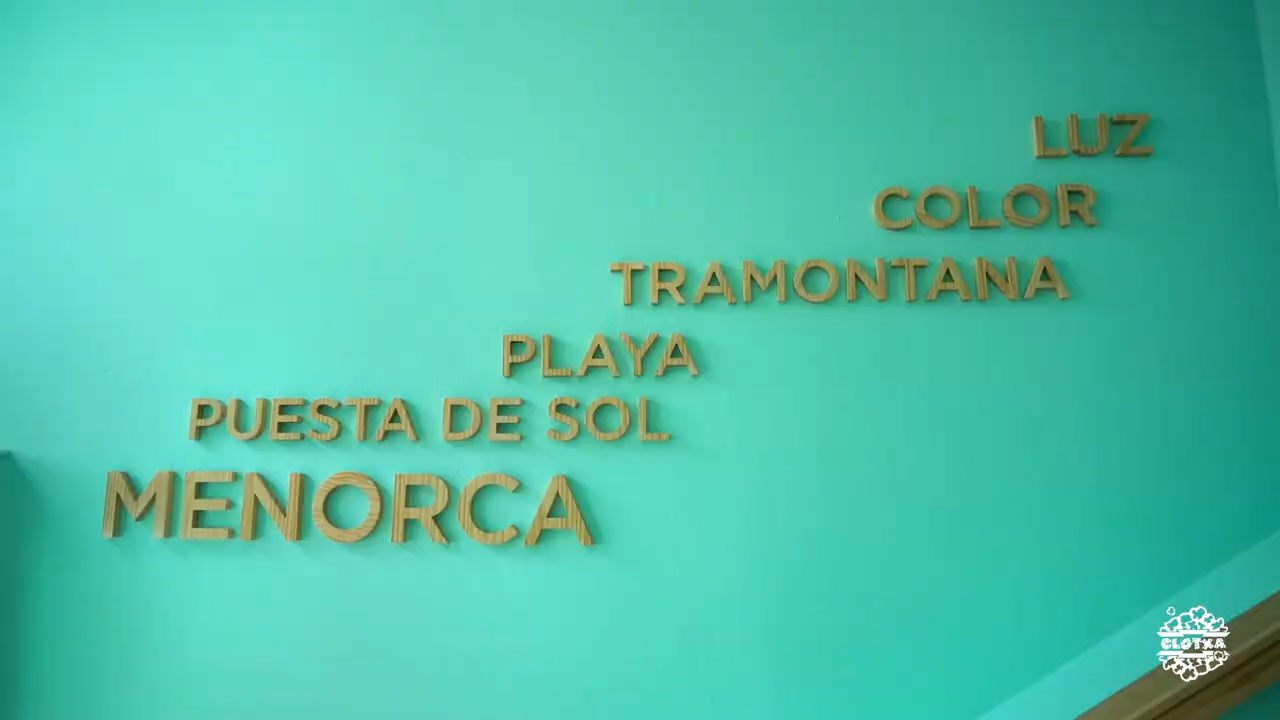 LUZ
COLOR
TRAMONTANA
PLAYA
PUESTA DE SOL
MENORCA
CLOTXA